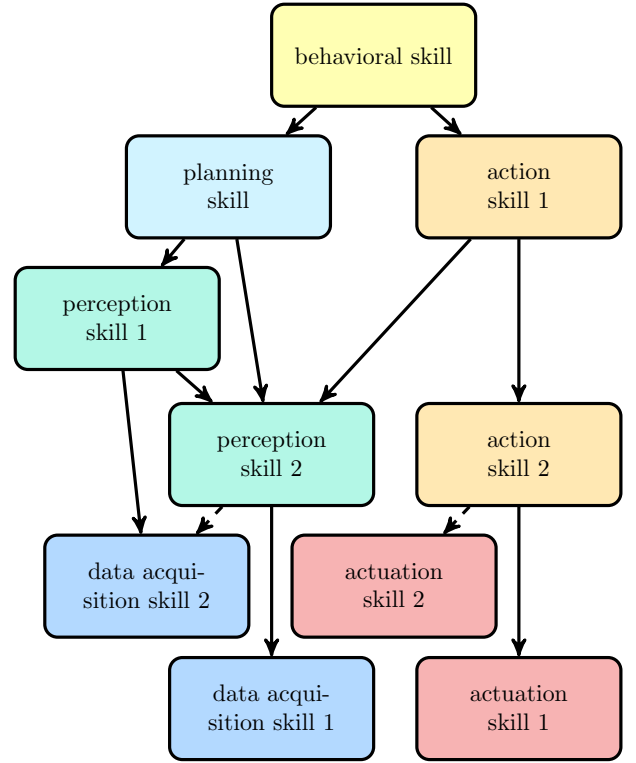 behavioral skill
planning
skill
action
skill 1
perception
skill 1
perception
skill 2
action
skill 2
data acqui-
sition skill 2
actuation
skill 2
data acqui-
sition skill 1
actuation
skill 1